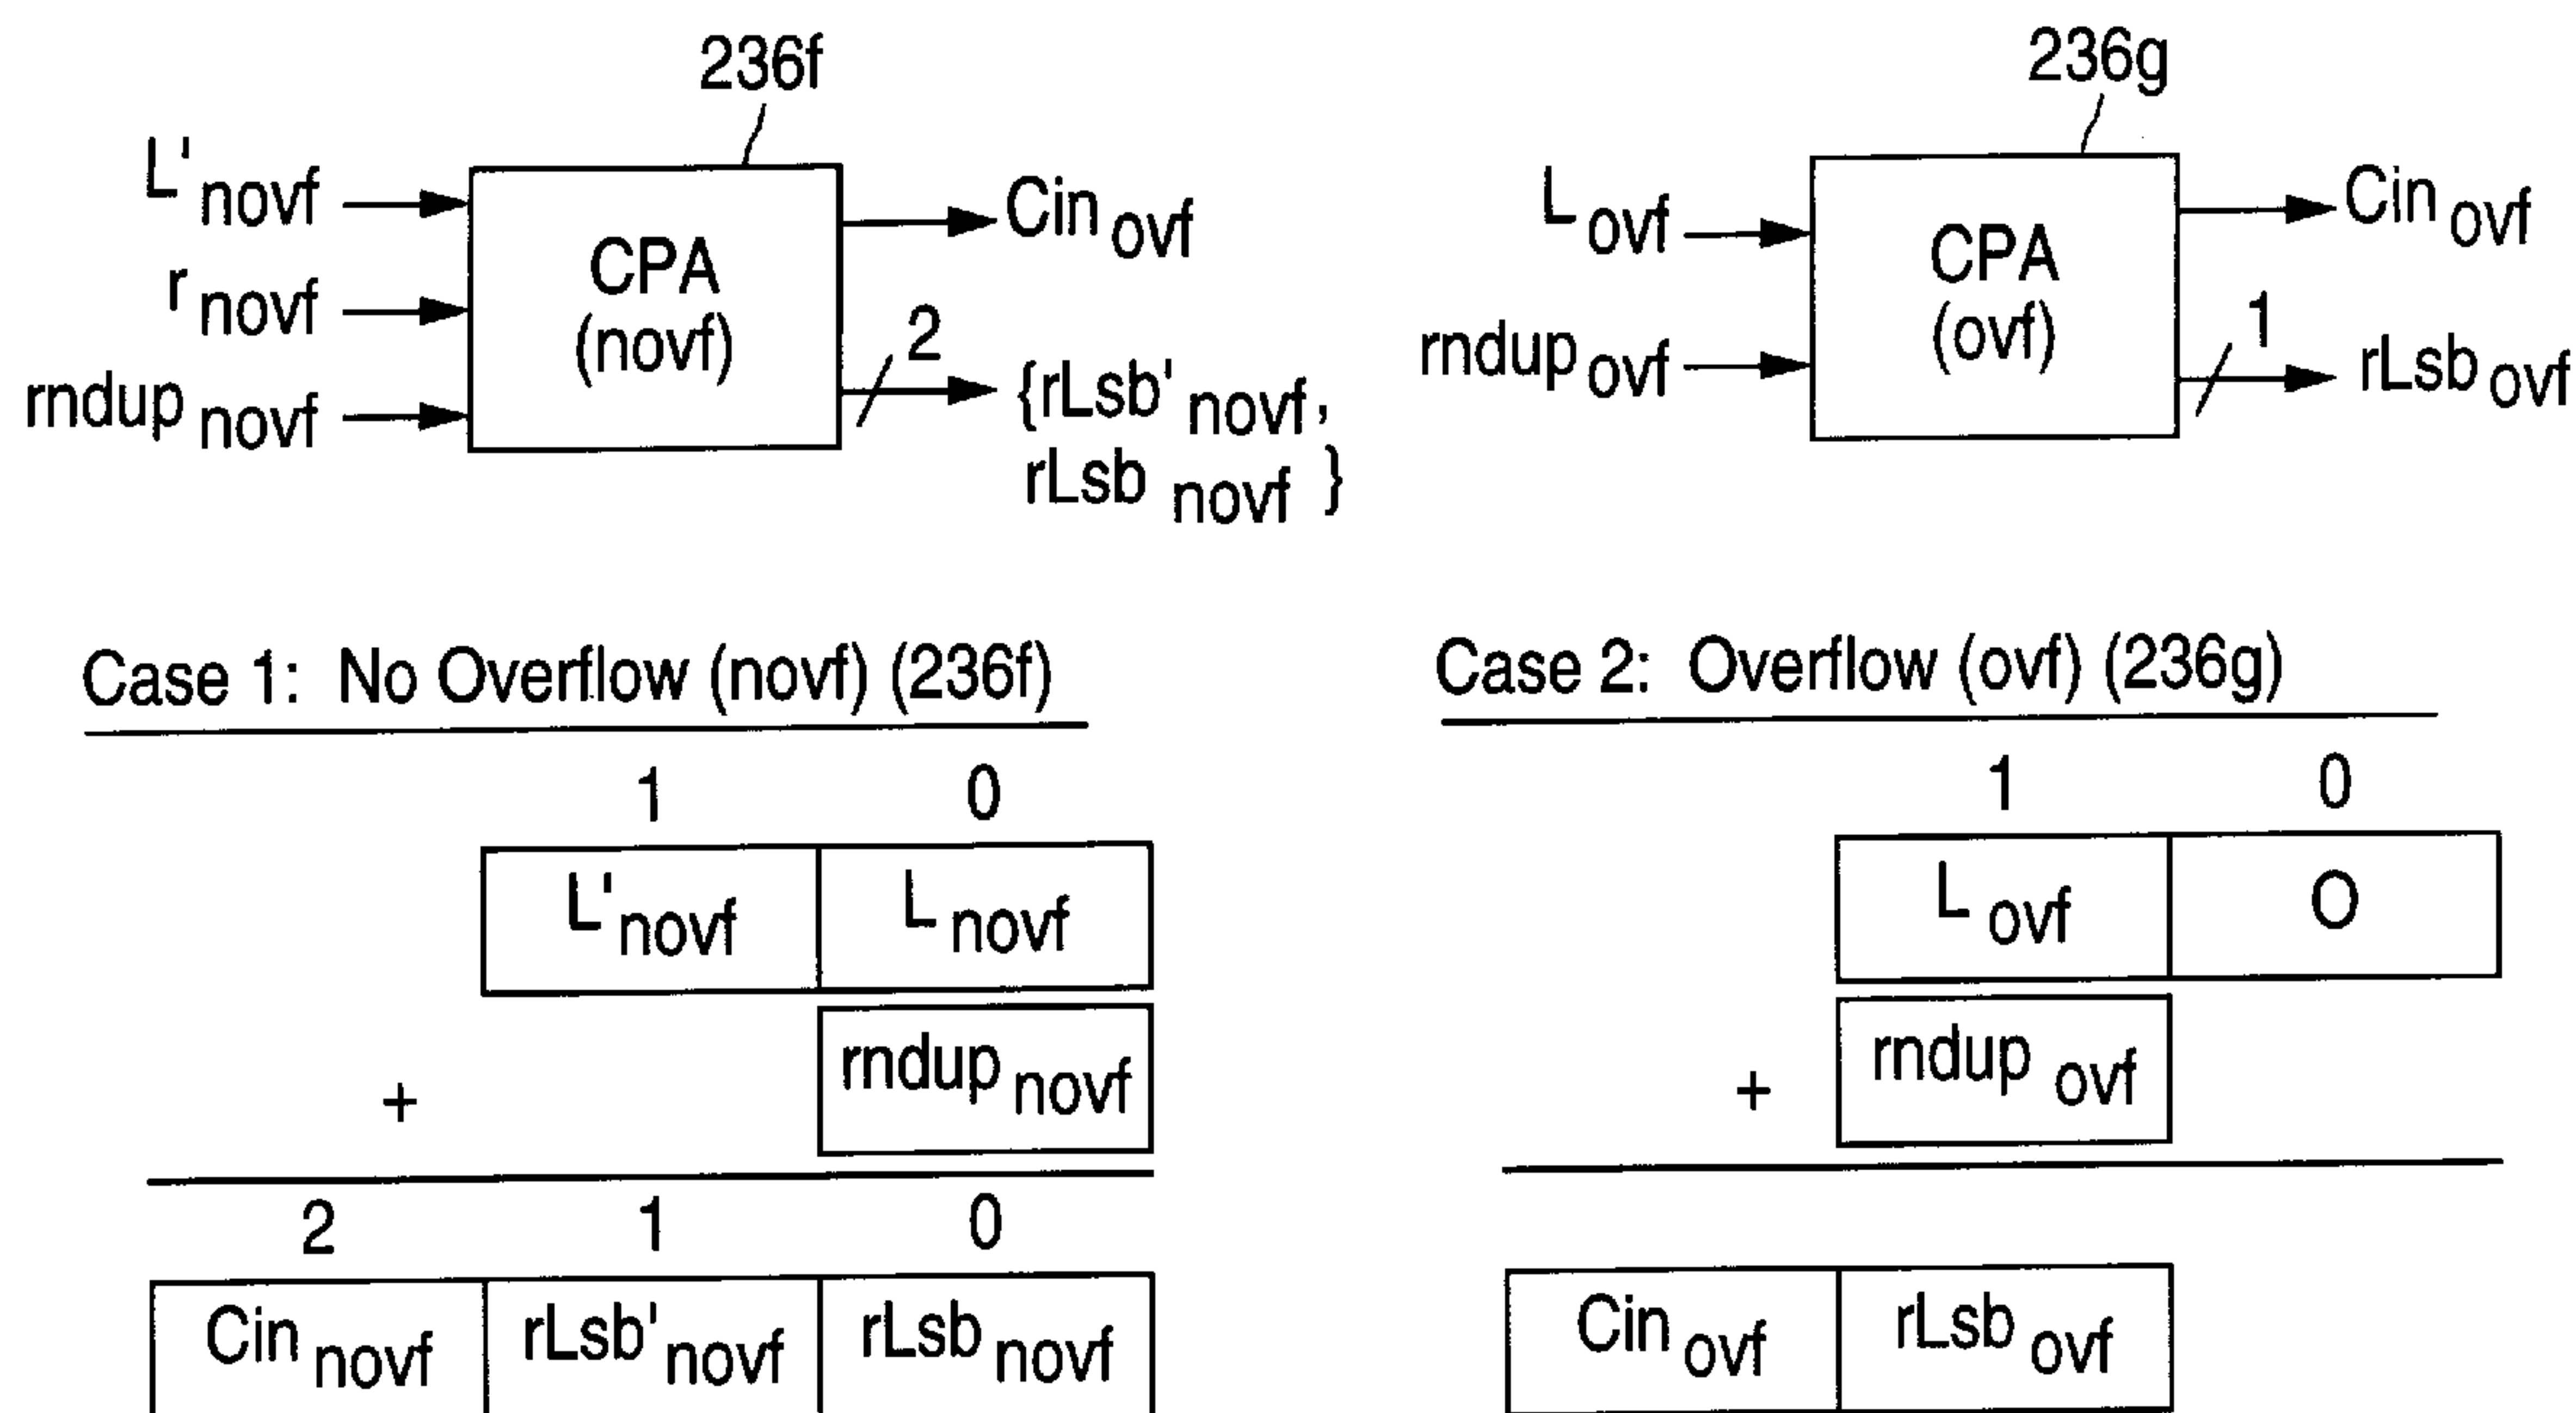 236f
L'novf
rnovf
rndupnovf
CPA
(novf)
Cinovf
2
{rLsb'novf,
rLsbnovf}
236g
Lovf
rndupovf
CPA
(ovf)
Cinovf
1
rLsbovf
Case 1: No Overflow (novf) (236f)
1 0
L'novf Lnovf
+ rndupnovf
2 1 0
Cinnovf rLsb'novf rLsbnovf
Case 2: Overflow (ovf) (236g)
1 0
Lovf O
+ rndupovf
Cinovf rLsbovf